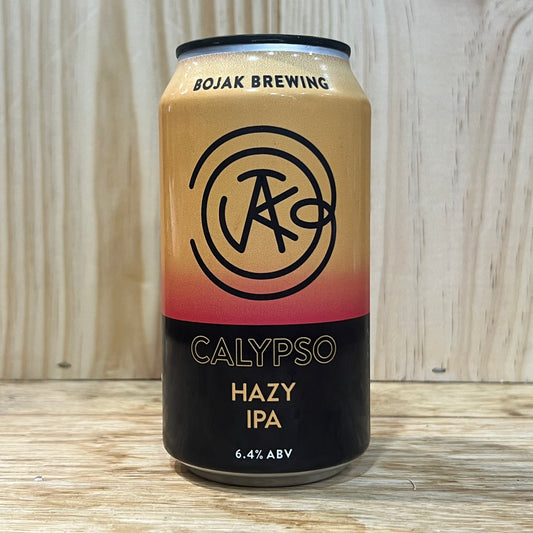 BOJAK BREWING
CALYPSO
HAZY
IPA
6.4% ABV